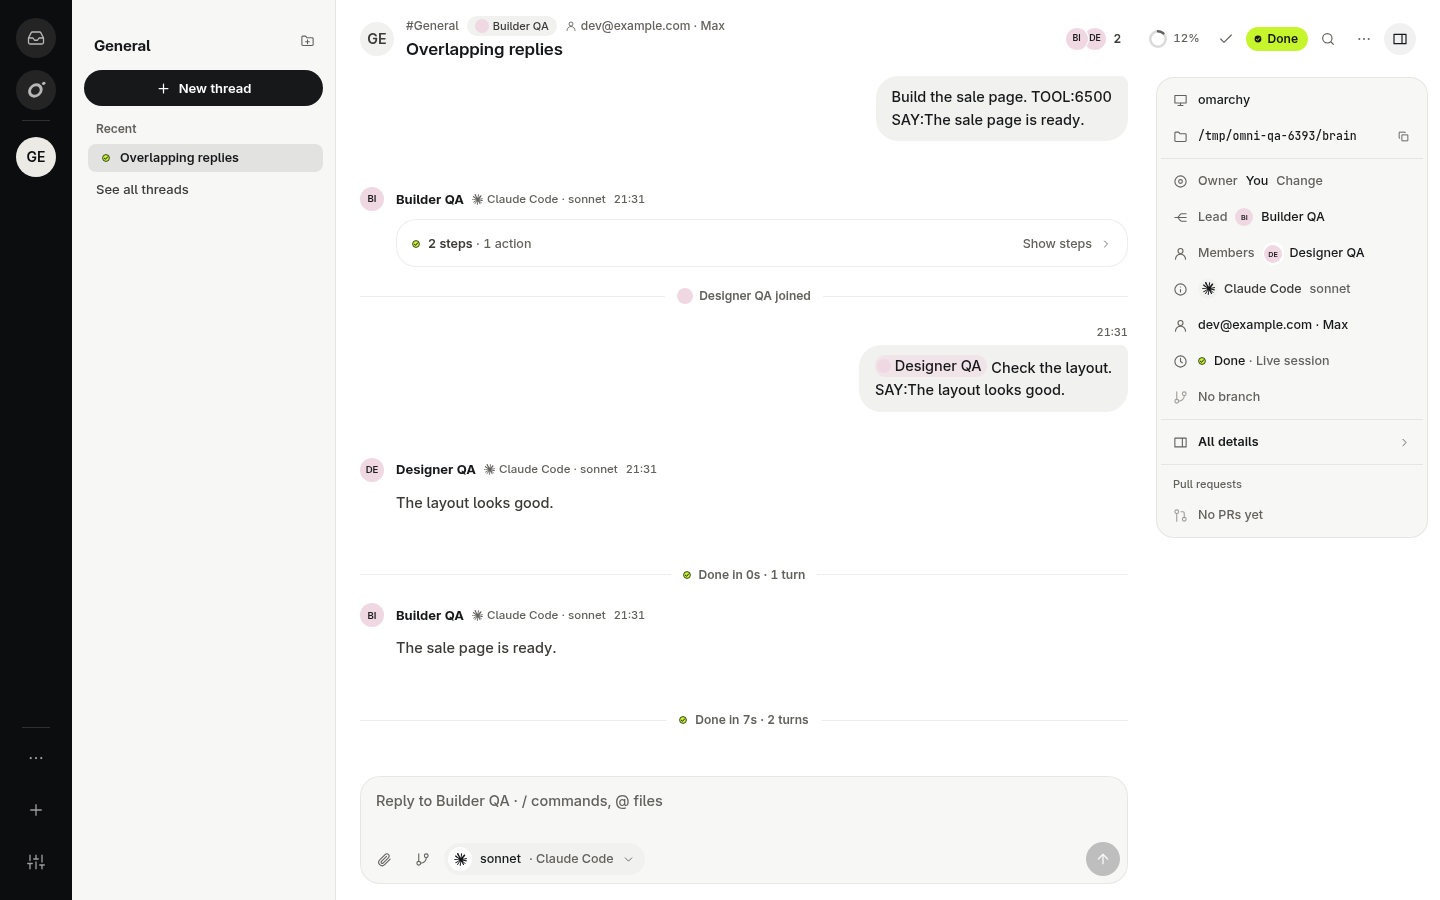 GE
General
New thread
Recent
Overlapping replies
See all threads
GE
#General
Builder QA
dev@example.com · Max
Overlapping replies
BI
DE
2
12%
Done
Build the sale page. TOOL:6500
SAY:The sale page is ready.
BI
Builder QA
Claude Code · sonnet 21:31
2 steps · 1 action
Show steps
Designer QA joined
21:31
Designer QA Check the layout.
SAY:The layout looks good.
DE
Designer QA
Claude Code · sonnet 21:31
The layout looks good.
Done in 0s · 1 turn
BI
Builder QA
Claude Code · sonnet 21:31
The sale page is ready.
Done in 7s · 2 turns
Reply to Builder QA · / commands, @ files
sonnet · Claude Code
omarchy
/tmp/omni-qa-6393/brain
Owner You Change
Lead BI Builder QA
Members DE Designer QA
Claude Code sonnet
dev@example.com · Max
Done · Live session
No branch
All details
Pull requests
No PRs yet